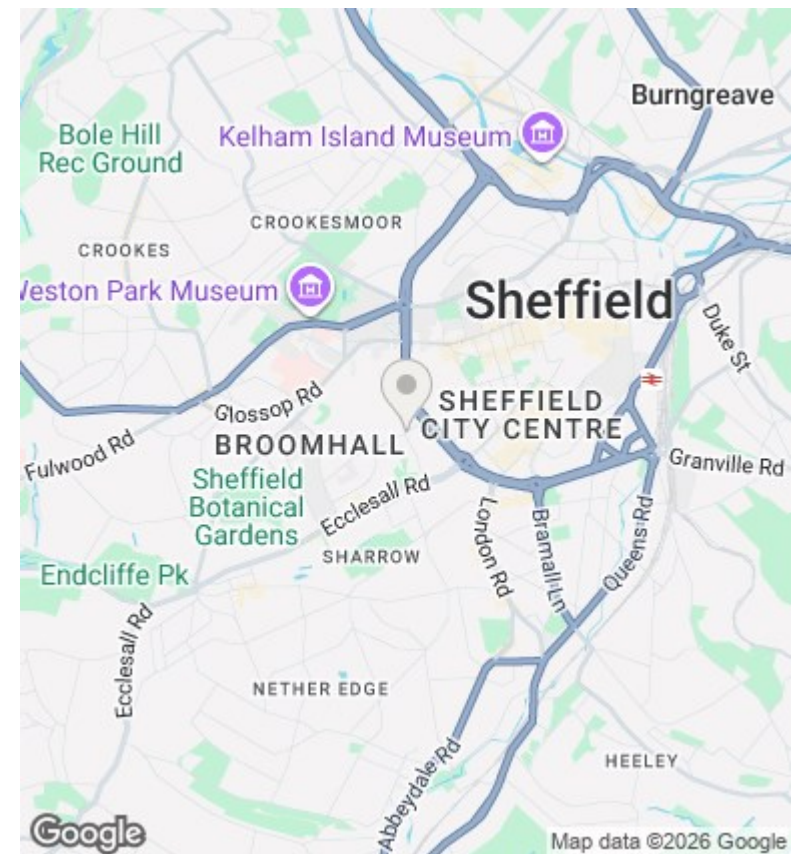 Burngreave
Bole Hill
Rec Ground
Kelham Island Museum
CROOKESMOOR
CROOKES
Weston Park Museum
Sheffield
Duke St
Glossop Rd
SHEFFIELD
CITY CENTRE
BROOMHALL
Fulwood Rd
Granville Rd
Sheffield
Botanical
Gardens
Ecclesall Rd
London Rd
Bramall Ln
Queens Rd
SHARROW
Endcliffe Pk
Ecclesall Rd
NETHER EDGE
Abbeydale Rd
HEELEY
Google
Map data ©2026 Google